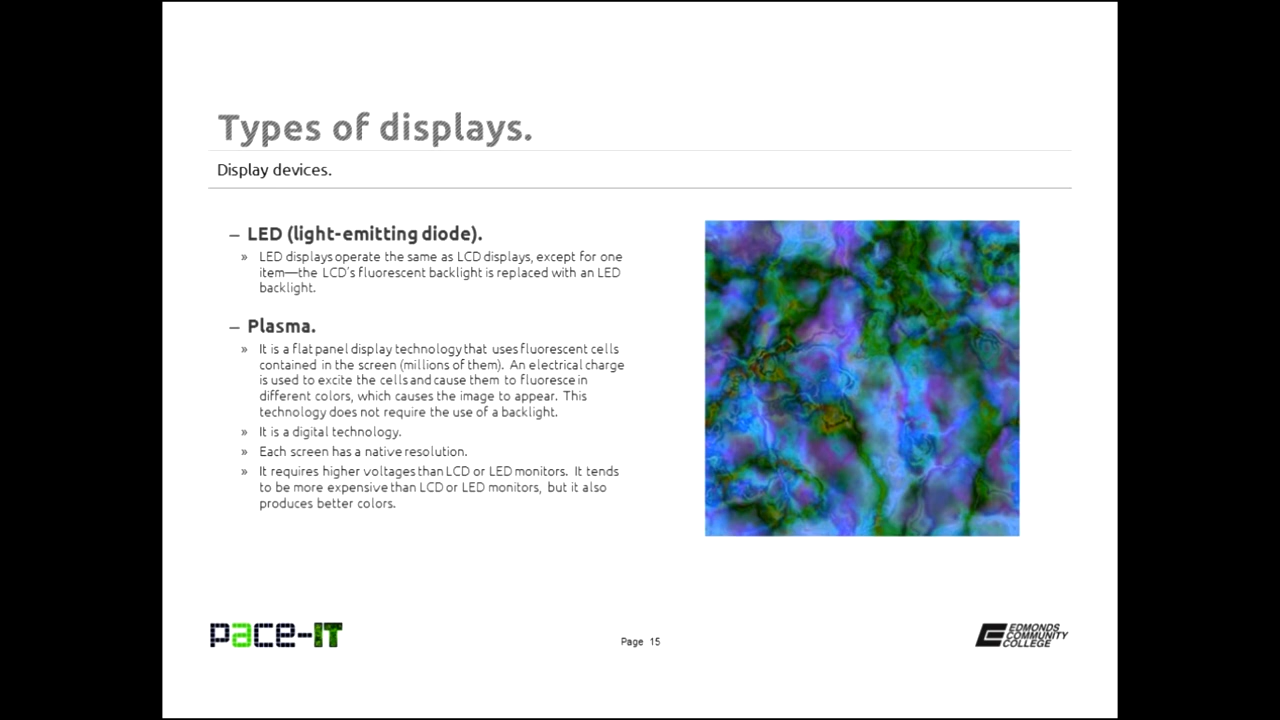 Types of displays.
Display devices.
– LED (light-emitting diode).
» LED displays operate the same as LCD displays, except for one
item—the LCD's fluorescent backlight is replaced with an LED
backlight.
– Plasma.
» It is a flat panel display technology that uses fluorescent cells
contained in the screen (millions of them). An electrical charge
is used to excite the cells and cause them to fluoresce in
different colors, which causes the image to appear. This
technology does not require the use of a backlight.
» It is a digital technology.
» Each screen has a native resolution.
» It requires higher voltages than LCD or LED monitors. It tends
to be more expensive than LCD or LED monitors, but it also
produces better colors.
pace-IT
Page 15
EDMONDS
COMMUNITY
COLLEGE